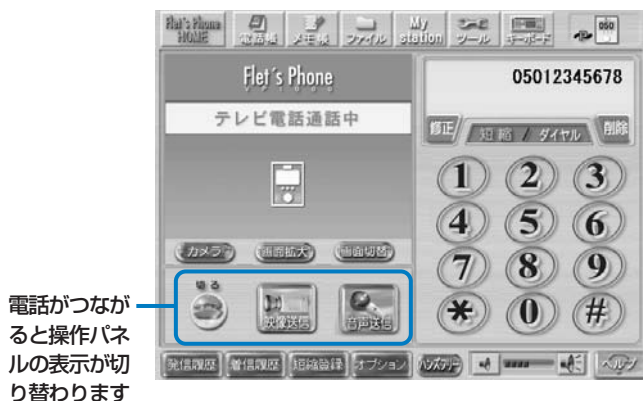 Flet's Phone HOME
電話帳
メモ帳
ファイル
My station
ツール
キーボード
050
Flet's Phone
VP1000
テレビ電話通話中
05012345678
修正
短縮 / ダイヤル
削除
カメラ
画面拡大
画面切替
1 2 3
4 5 6
7 8 9
* 0 #
切る
映像送信
音声送信
電話がつなが
ると操作パネ
ルの表示が切
り替わります
発信履歴
着信履歴
短縮登録
オプション
ハンズフリー
ヘルプ